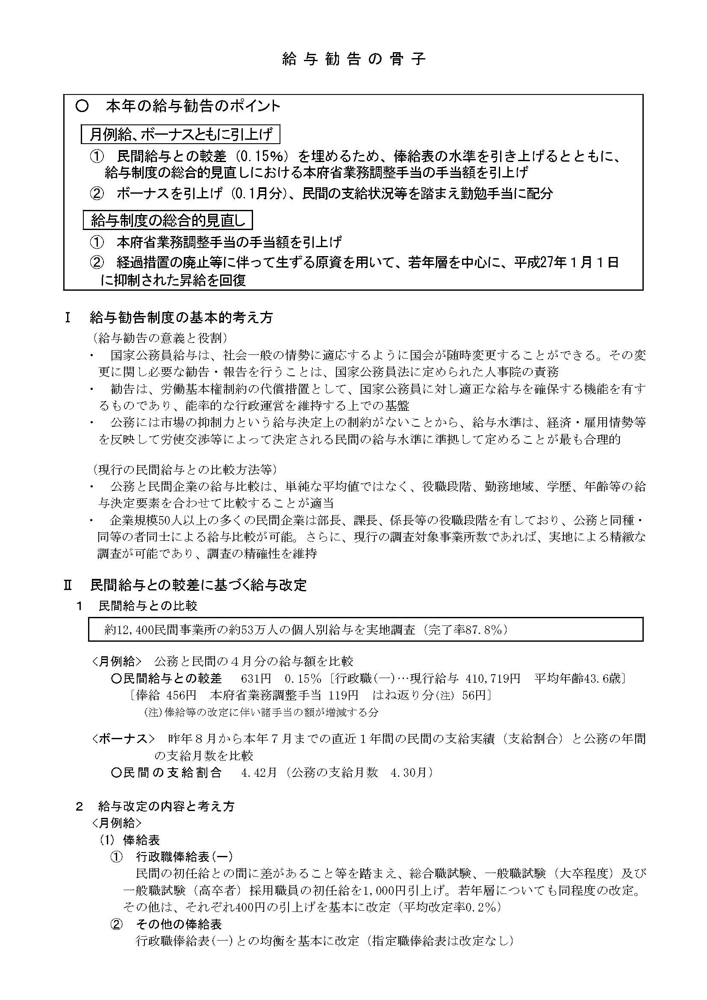 給与勧告の骨子
○　本年の給与勧告のポイント
月例給、ボーナスともに引上げ
①　民間給与との較差（0.15％）を埋めるため、俸給表の水準を引き上げるとともに、
給与制度の総合的見直しにおける本府省業務調整手当の手当額を引上げ
②　ボーナスを引上げ（0.1月分）、民間の支給状況等を踏まえ勤勉手当に配分
給与制度の総合的見直し
①　本府省業務調整手当の手当額を引上げ
②　経過措置の廃止等に伴って生ずる原資を用いて、若年層を中心に、平成27年１月１日
に抑制された昇給を回復
Ⅰ　給与勧告制度の基本的考え方
（給与勧告の意義と役割）
・　国家公務員給与は、社会一般の情勢に適応するように国会が随時変更することができる。その変
更に関し必要な勧告・報告を行うことは、国家公務員法に定められた人事院の責務
・　勧告は、労働基本権制約の代償措置として、国家公務員に対し適正な給与を確保する機能を有す
るものであり、能率的な行政運営を維持する上での基盤
・　公務には市場の抑制力という給与決定上の制約がないことから、給与水準は、経済・雇用情勢等
を反映して労使交渉等によって決定される民間の給与水準に準拠して定めることが最も合理的
（現行の民間給与との比較方法等）
・　公務と民間企業の給与比較は、単純な平均値ではなく、役職段階、勤務地域、学歴、年齢等の給
与決定要素を合わせて比較することが適当
・　企業規模50人以上の多くの民間企業は部長、課長、係長等の役職段階を有しており、公務と同種・
同等の者同士による給与比較が可能。さらに、現行の調査対象事業所数であれば、実地による精緻な
調査が可能であり、調査の精確性を維持
Ⅱ　民間給与との較差に基づく給与改定
１　民間給与との比較
約12,400民間事業所の約53万人の個人別給与を実地調査（完了率87.8％）
<月例給>　公務と民間の４月分の給与額を比較
○民間給与との較差　631円　0.15％〔行政職(一)…現行給与 410,719円　平均年齢43.6歳〕
〔俸給 456円　本府省業務調整手当 119円　はね返り分(注) 56円〕
(注)俸給等の改定に伴い諸手当の額が増減する分
<ボーナス>　昨年８月から本年７月までの直近１年間の民間の支給実績（支給割合）と公務の年間
の支給月数を比較
○民間の支給割合　4.42月（公務の支給月数　4.30月）
２　給与改定の内容と考え方
<月例給>
(1) 俸給表
①　行政職俸給表(一)
民間の初任給との間に差があること等を踏まえ、総合職試験、一般職試験（大卒程度）及び
一般職試験（高卒者）採用職員の初任給を1,000円引上げ。若年層についても同程度の改定。
その他は、それぞれ400円の引上げを基本に改定（平均改定率0.2％）
②　その他の俸給表
行政職俸給表(一)との均衡を基本に改定（指定職俸給表は改定なし）